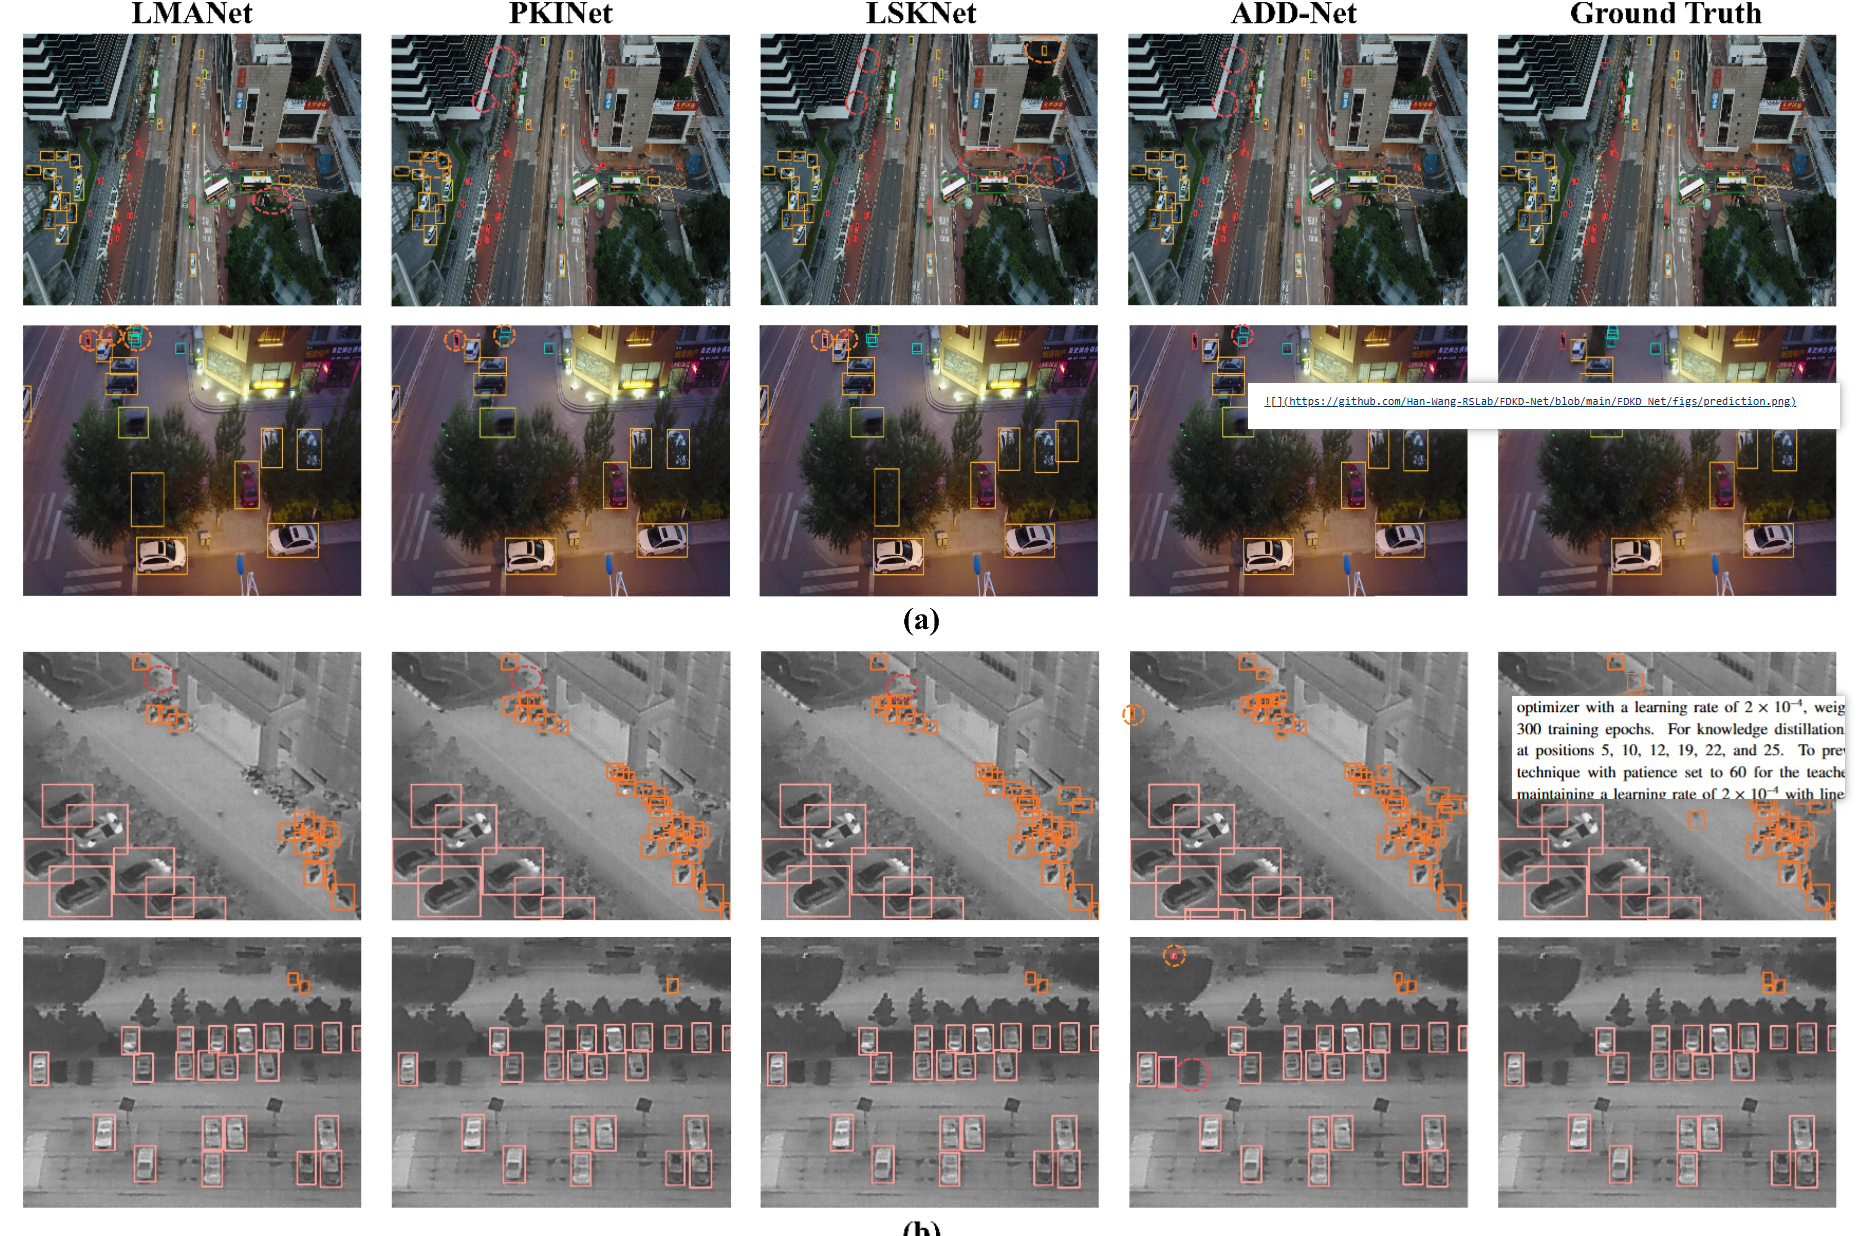 LMANet PKINet LSKNet ADD-Net Ground Truth
![](https://github.com/Han-Wang-RSLab/FDKD-Net/blob/main/FDKD_Net/figs/prediction.png)
(a)
optimizer with a learning rate of 2 × 10⁻⁴, weig
300 training epochs. For knowledge distillation
at positions 5, 10, 12, 19, 22, and 25. To pre
technique with patience set to 60 for the teache
maintaining a learning rate of 2 × 10⁻⁴ with line
(b)